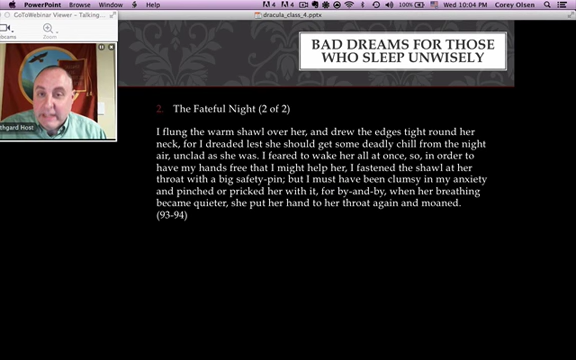 PowerPoint Window Help
4 4 100% Wed 10:04 PM Corey Olsen
GoToWebinar Viewer - Talking...
dracula_class_4.pptx
Zoom
thgard Host
BAD DREAMS FOR THOSE
WHO SLEEP UNWISELY
2. The Fateful Night (2 of 2)
I flung the warm shawl over her, and drew the edges tight round her
neck, for I dreaded lest she should get some deadly chill from the night
air, unclad as she was. I feared to wake her all at once, so, in order to
have my hands free that I might help her, I fastened the shawl at her
throat with a big safety-pin; but I must have been clumsy in my anxiety
and pinched or pricked her with it, for by-and-by, when her breathing
became quieter, she put her hand to her throat again and moaned.
(93-94)